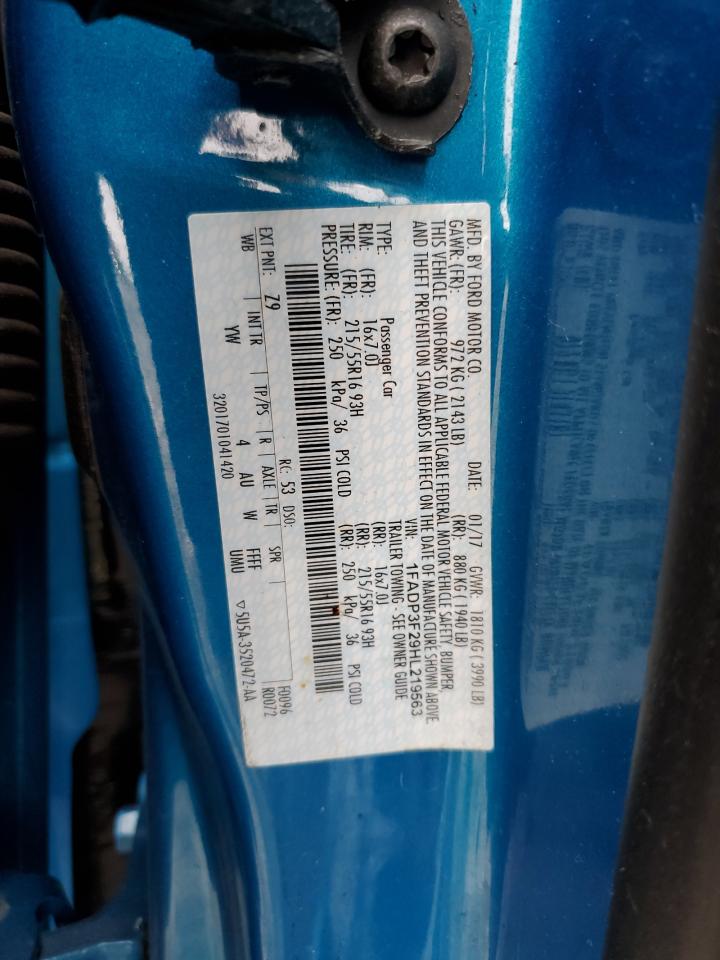 MFD. BY FORD MOTOR CO. DATE: 01/17 GVWR: 1810 KG ( 3990 LB)
GAWR: (FR): 972 KG ( 2143 LB) (RR): 880 KG ( 1940 LB)
THIS VEHICLE CONFORMS TO ALL APPLICABLE FEDERAL MOTOR VEHICLE SAFETY, BUMPER,
AND THEFT PREVENTION STANDARDS IN EFFECT ON THE DATE OF MANUFACTURE SHOWN ABOVE.
VIN: 1FADP3F29HL219563
TYPE: Passenger Car TRAILER TOWING - SEE OWNER GUIDE
RIM: (FR): 16x7.0J (RR): 16x7.0J
TIRE: (FR): 215/55R16 93H (RR): 215/55R16 93H
PRESSURE: (FR): 250 kPa/ 36 PSI COLD (RR): 250 kPa/ 36 PSI COLD
F0096
RC: 53 DSO: R0072
EXT PNT: Z9
WB INT TR TP/PS R AXLE TR SPR ▽5U5A-3520472-AA
YW 4 AU W FFFF UMU
3201701041420